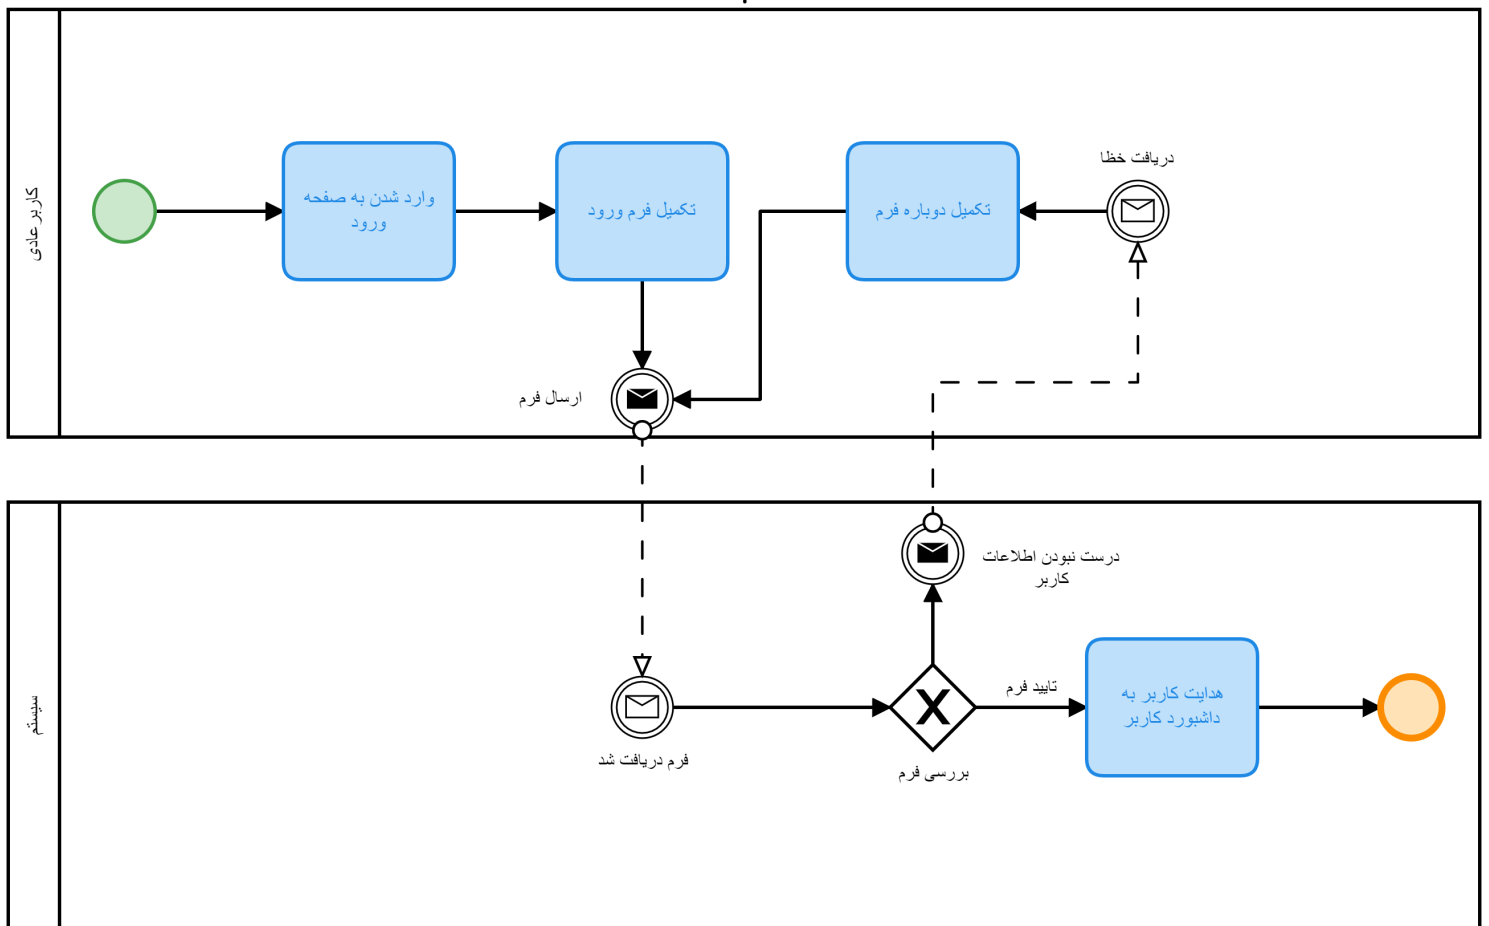 کاربر عادی
وارد شدن به صفحه
ورود
تکمیل فرم ورود
تکمیل دوباره فرم
دریافت خظا
ارسال فرم
سیستم
درست نبودن اطلاعات
کاربر
تایید فرم
هدایت کاربر به
داشبورد کاربر
فرم دریافت شد
بررسی فرم